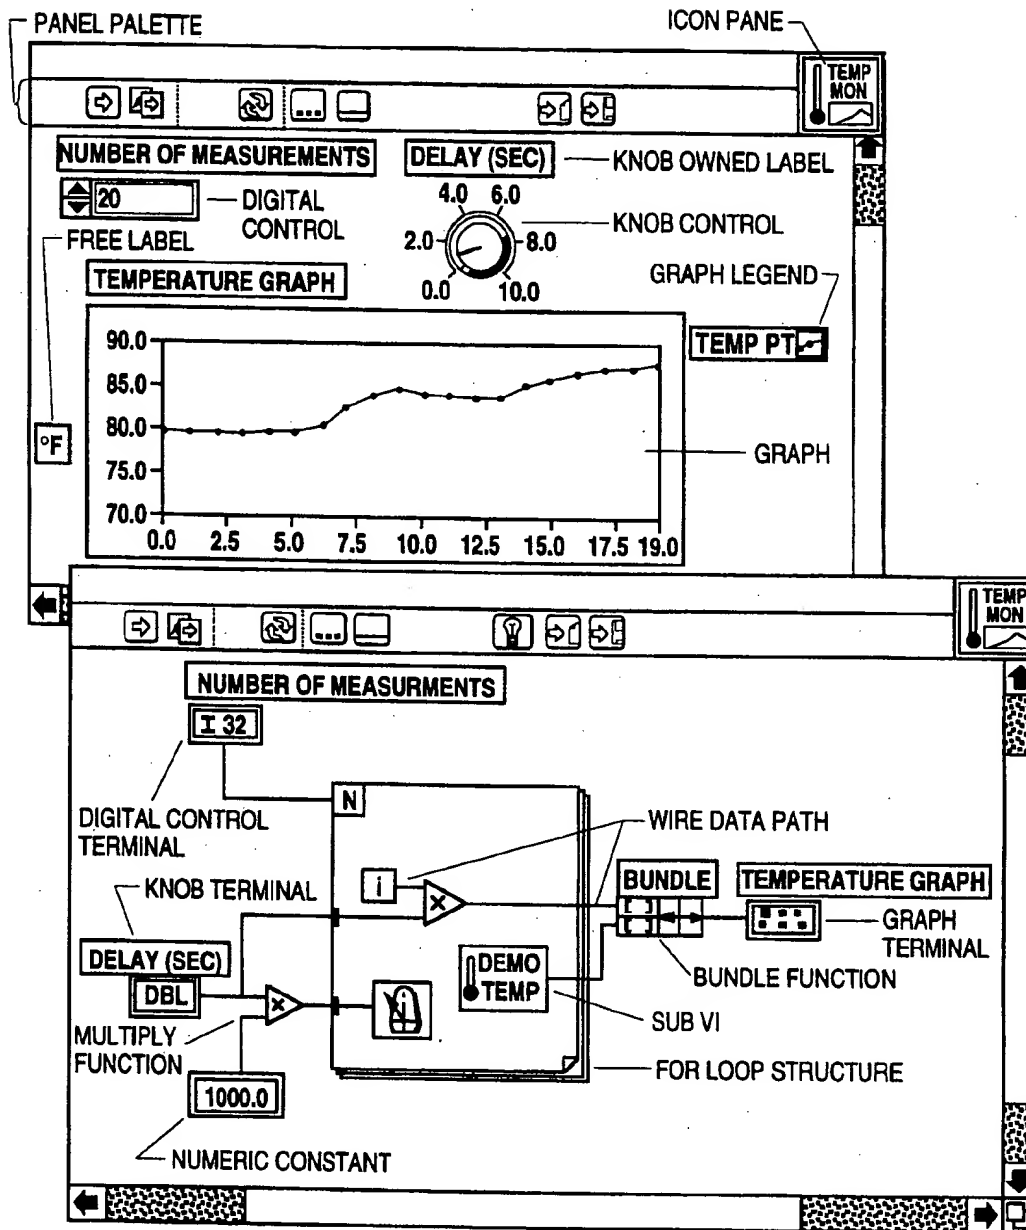 PANEL PALETTE
ICON PANE
TEMP
MON
NUMBER OF MEASUREMENTS
DELAY (SEC)
KNOB OWNED LABEL
20
DIGITAL
CONTROL
4.0
6.0
2.0
8.0
0.0
10.0
KNOB CONTROL
FREE LABEL
TEMPERATURE GRAPH
GRAPH LEGEND
TEMP PT
90.0
85.0
80.0
75.0
70.0
°F
GRAPH
0.0 2.5 5.0 7.5 10.0 12.5 15.0 17.5 19.0
TEMP
MON
NUMBER OF MEASURMENTS
I 32
DIGITAL CONTROL
TERMINAL
N
WIRE DATA PATH
i
KNOB TERMINAL
BUNDLE
TEMPERATURE GRAPH
GRAPH
TERMINAL
DELAY (SEC)
DBL
X
X
DEMO
TEMP
BUNDLE FUNCTION
SUB VI
MULTIPLY
FUNCTION
FOR LOOP STRUCTURE
1000.0
NUMERIC CONSTANT